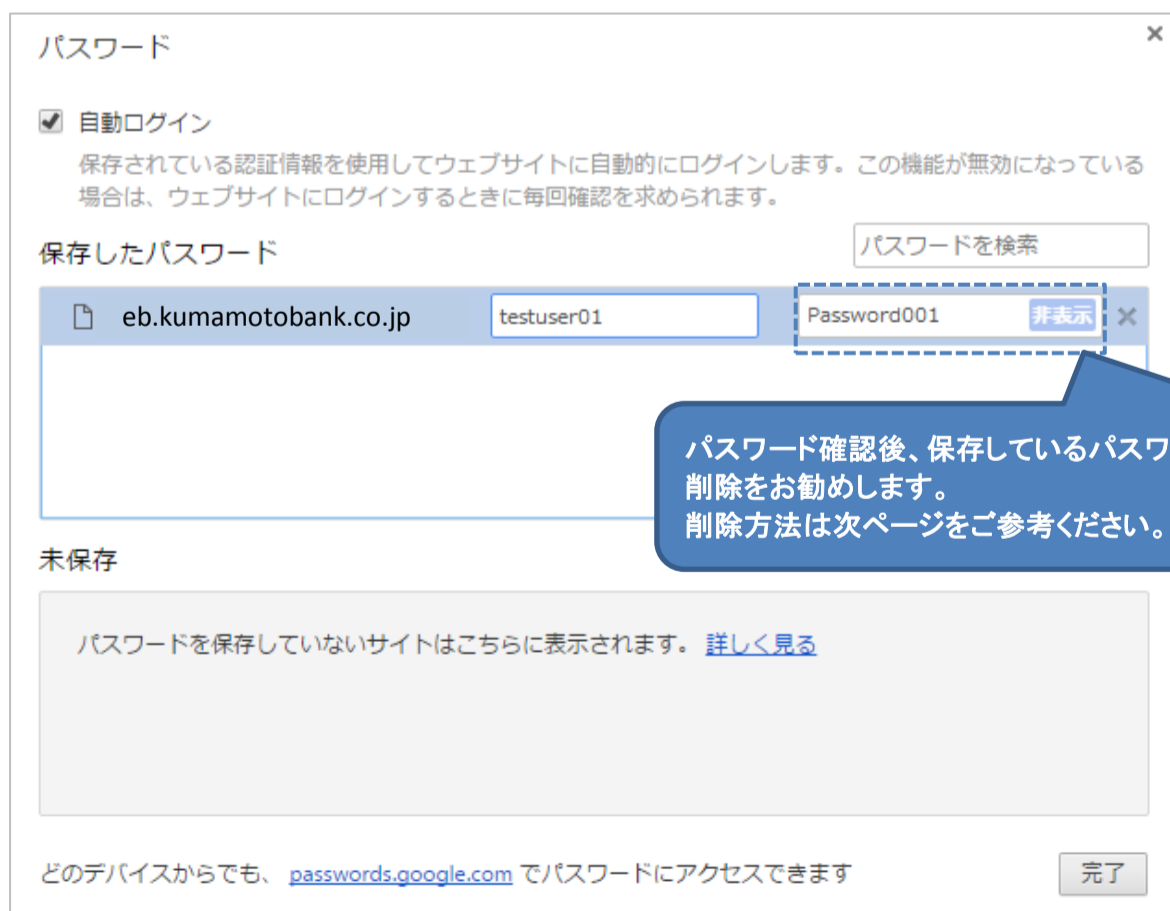 パスワード
自動ログイン
保存されている認証情報を使用してウェブサイトに自動的にログインします。この機能が無効になっている
場合は、ウェブサイトにログインするときに毎回確認を求められます。
保存したパスワード
パスワードを検索
eb.kumamotobank.co.jp testuser01 Password001 非表示
パスワード確認後、保存しているパスワ
削除をお勧めします。
削除方法は次ページをご参考ください。
未保存
パスワードを保存していないサイトはこちらに表示されます。 詳しく見る
どのデバイスからでも、 passwords.google.com でパスワードにアクセスできます
完了